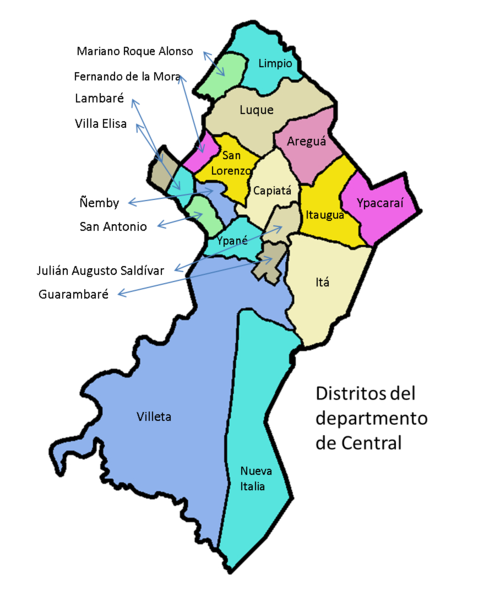 Mariano Roque Alonso
Limpio
Fernando de la Mora
Lambaré
Luque
Villa Elisa
Areguá
San
Lorenzo
Capiatá
Ñemby
Ypacaraí
Itaugua
San Antonio
Ypané
Julián Augusto Saldívar
Guarambaré
Itá
Distritos del
departmento
de Central
Villeta
Nueva
Italia